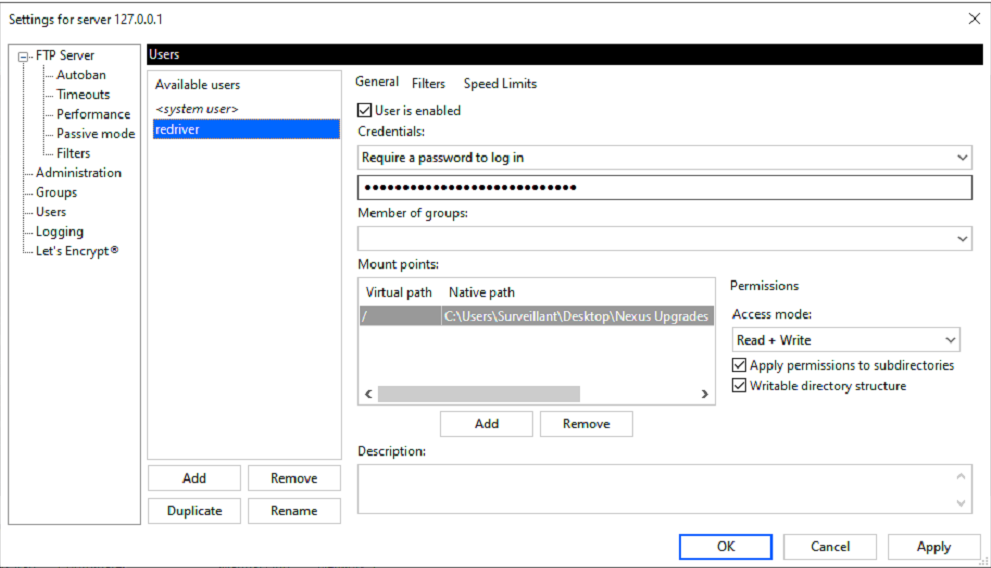 Settings for server 127.0.0.1
FTP Server
Autoban
Timeouts
Performance
Passive mode
Filters
Administration
Groups
Users
Logging
Let's Encrypt®
Users
Available users
<system user>
redriver
Add
Remove
Duplicate
Rename
General Filters Speed Limits
User is enabled
Credentials:
Require a password to log in
Member of groups:
Mount points:
Virtual path Native path
/ C:\Users\Surveillant\Desktop\Nexus Upgrades
Add
Remove
Permissions
Access mode:
Read + Write
Apply permissions to subdirectories
Writable directory structure
Description:
OK
Cancel
Apply